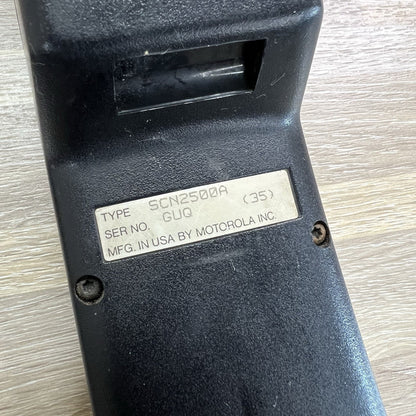 TYPE SCN2500A (35)
SER NO. GUQ
MFG. IN USA BY MOTOROLA INC.